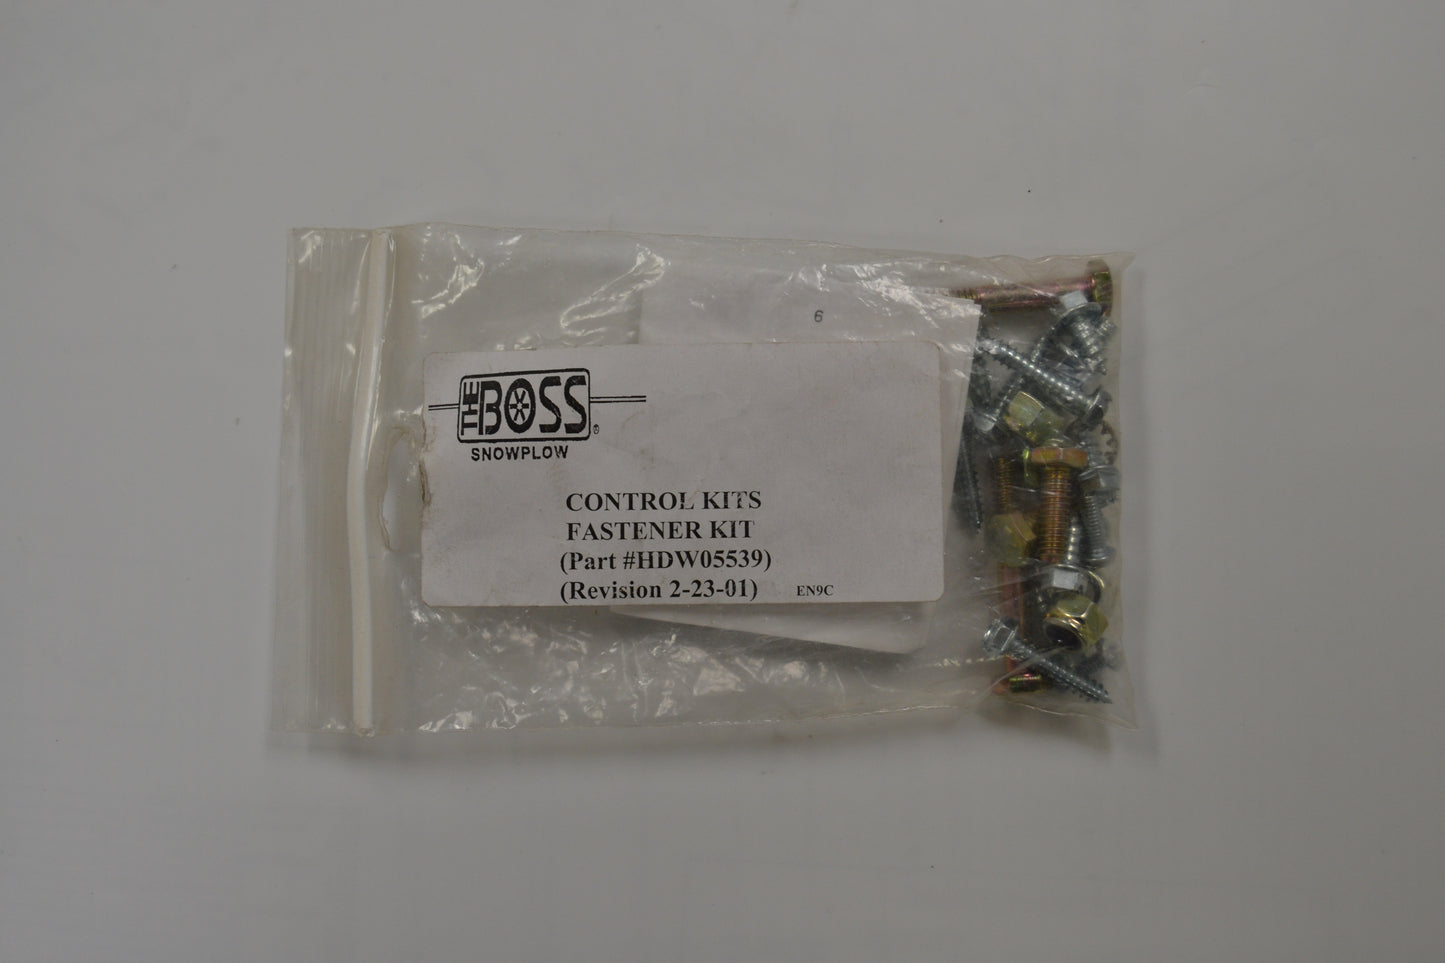 6
THE BOSS®
SNOWPLOW
CONTROL KITS
FASTENER KIT
(Part #HDW05539)
(Revision 2-23-01) EN9C